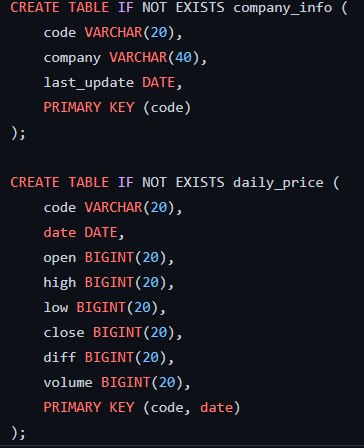 CREATE TABLE IF NOT EXISTS company_info (
    code VARCHAR(20),
    company VARCHAR(40),
    last_update DATE,
    PRIMARY KEY (code)
);

CREATE TABLE IF NOT EXISTS daily_price (
    code VARCHAR(20),
    date DATE,
    open BIGINT(20),
    high BIGINT(20),
    low BIGINT(20),
    close BIGINT(20),
    diff BIGINT(20),
    volume BIGINT(20),
    PRIMARY KEY (code, date)
);